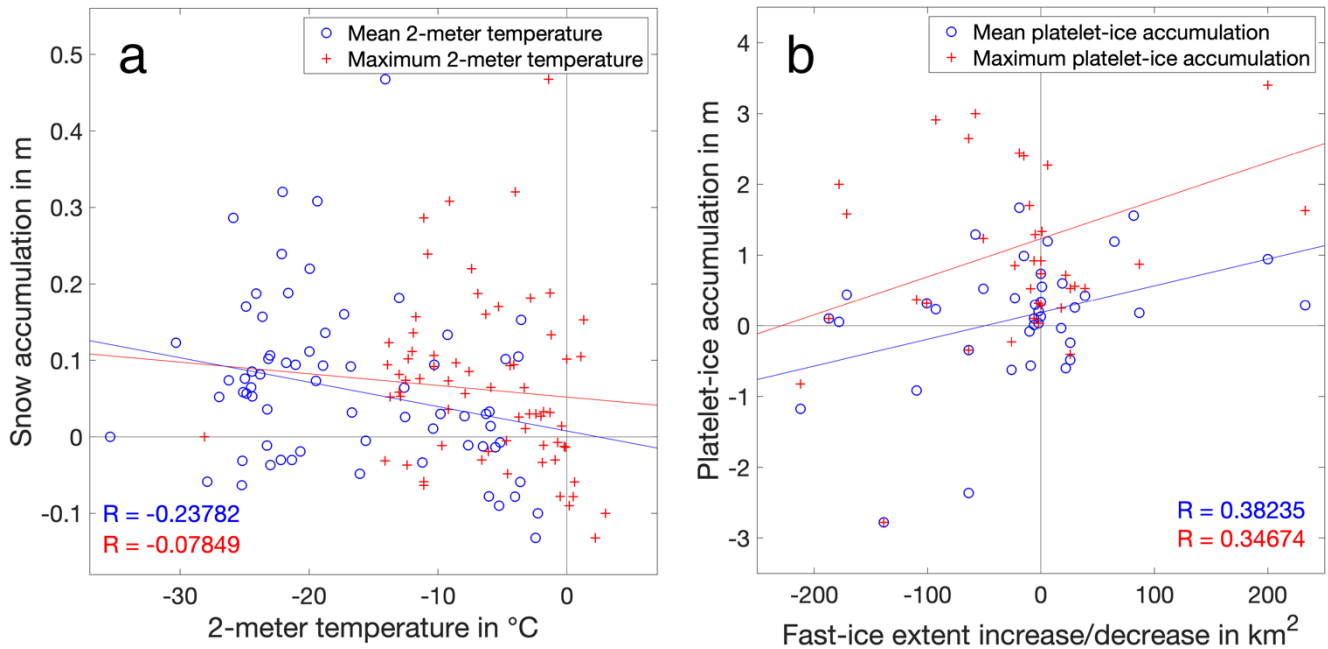 a
Mean 2-meter temperature
Maximum 2-meter temperature
0.5
0.4
0.3
0.2
0.1
0
-0.1
Snow accumulation in m
R = -0.23782
R = -0.07849
-30
-20
-10
0
2-meter temperature in °C
b
Mean platelet-ice accumulation
Maximum platelet-ice accumulation
4
3
2
1
0
-1
-2
-3
Platelet-ice accumulation in m
R = 0.38235
R = 0.34674
-200
-100
0
100
200
Fast-ice extent increase/decrease in km²